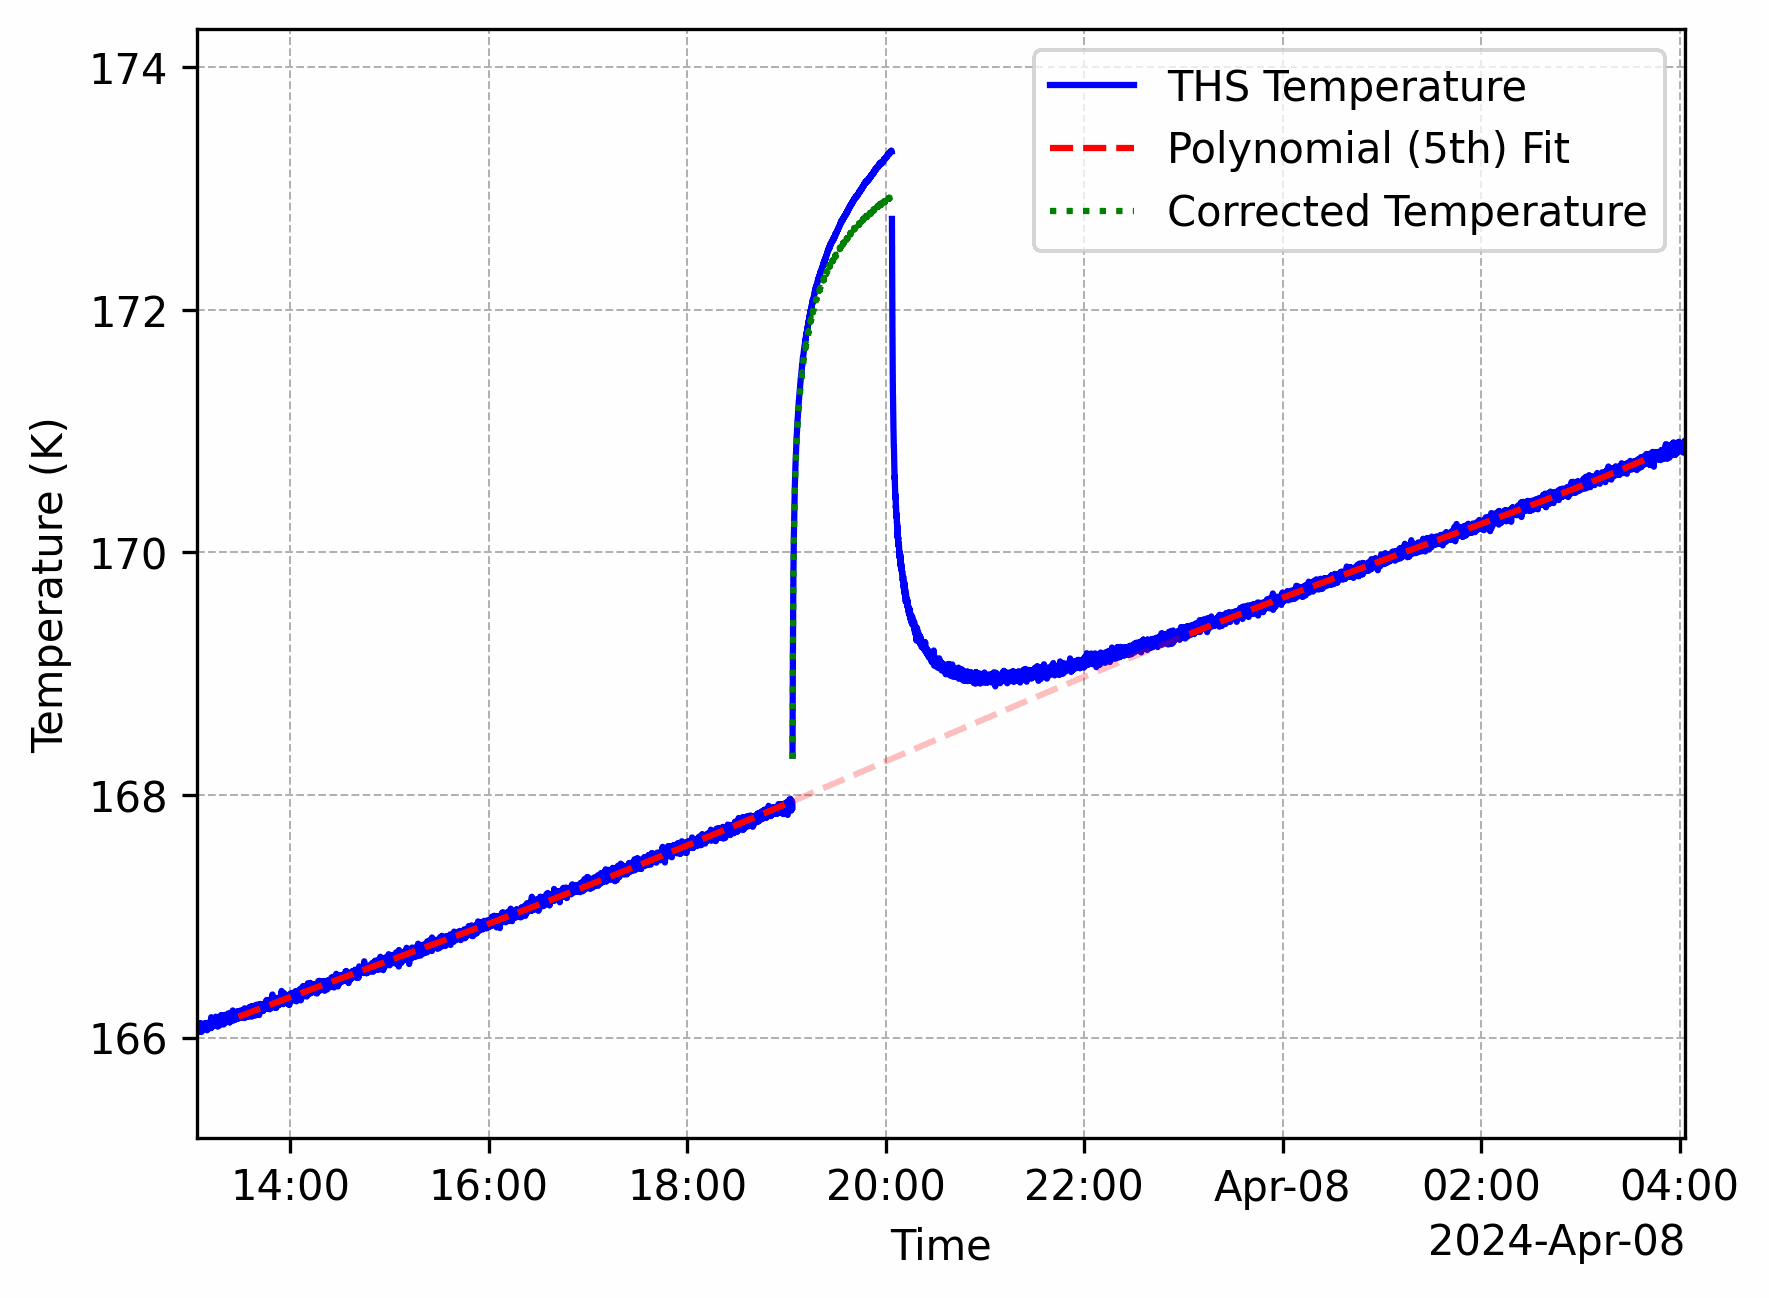 174
172
170
168
166
Temperature (K)
THS Temperature
Polynomial (5th) Fit
Corrected Temperature
14:00 16:00 18:00 20:00 22:00 Apr-08 02:00 04:00
Time
2024-Apr-08